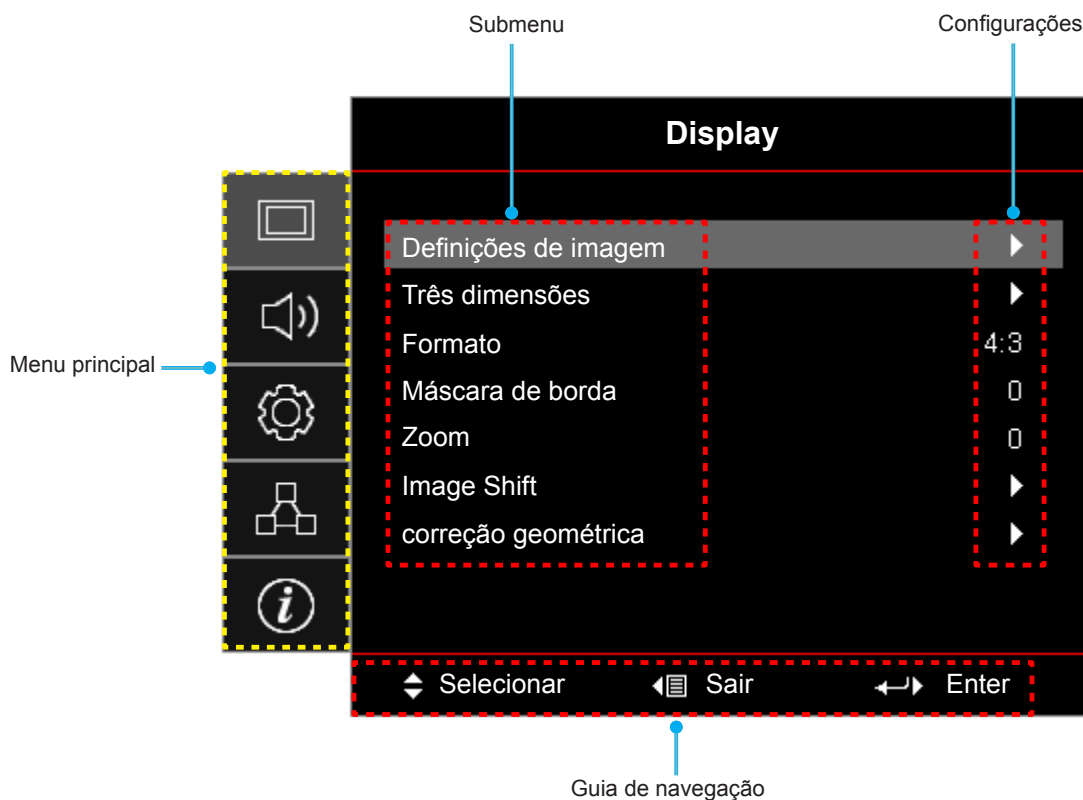 Submenu
Configurações
Display
Definições de imagem
Três dimensões
Formato 4:3
Menu principal
Máscara de borda 0
Zoom 0
Image Shift
correção geométrica
i
Selecionar Sair Enter
Guia de navegação